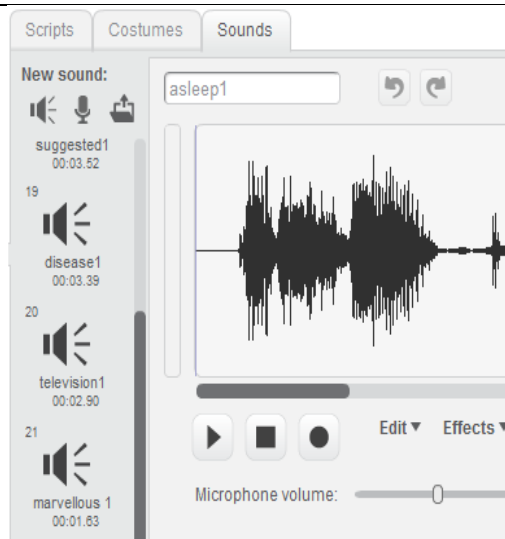 Scripts Costumes Sounds
New sound:
asleep1
suggested1
00:03.52
19
disease1
00:03.39
20
television1
00:02.90
21
marvellous 1
00:01.63
Edit ▼ Effects ▼
Microphone volume: